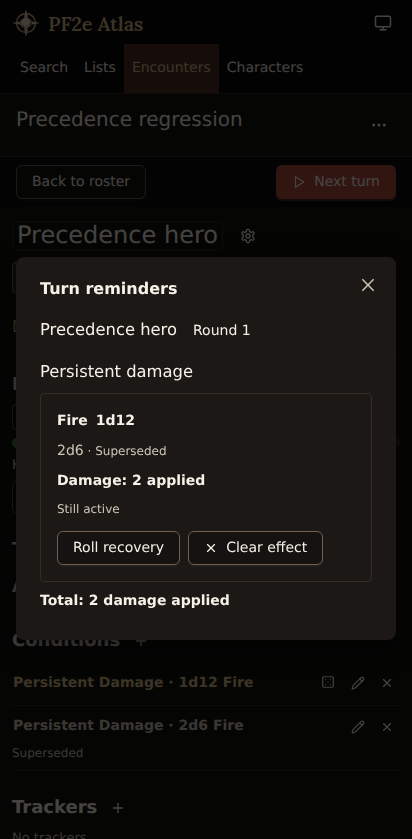 PF2e Atlas
Search Lists Encounters Characters
Precedence regression
Back to roster Next turn
Precedence hero
Turn reminders
Precedence hero Round 1
Persistent damage
Fire 1d12
2d6 · Superseded
Damage: 2 applied
Still active
Roll recovery Clear effect
Total: 2 damage applied
Conditions
Persistent Damage · 1d12 Fire
Persistent Damage · 2d6 Fire
Superseded
Trackers
No trackers